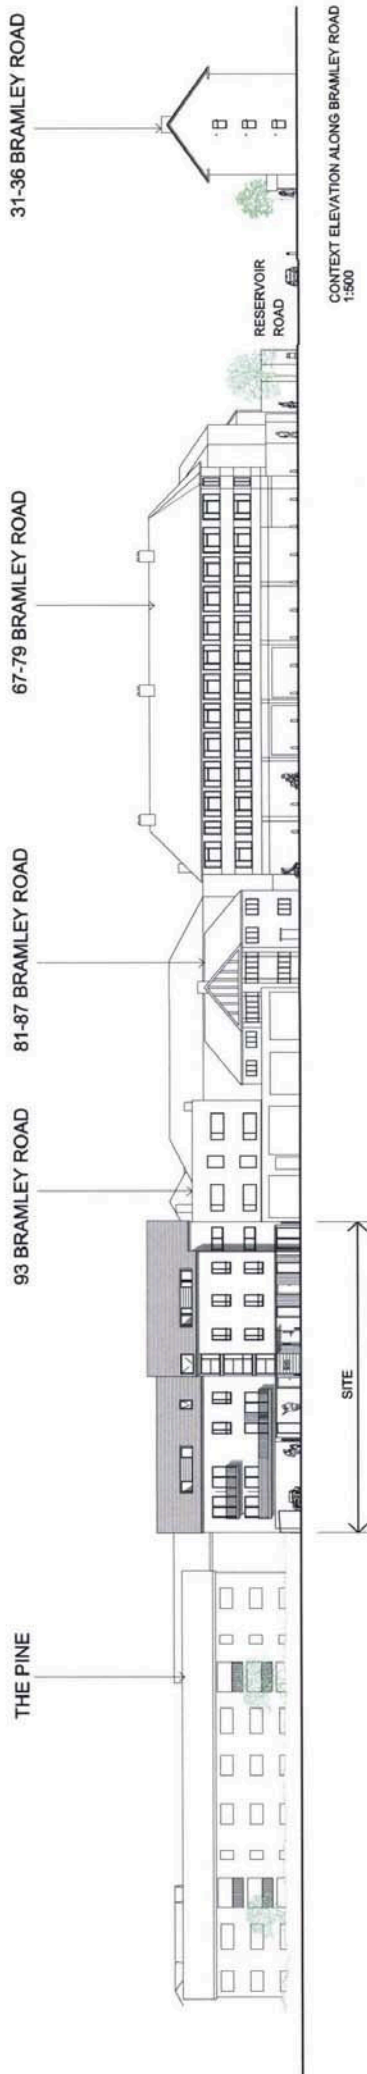 THE PINE
93 BRAMLEY ROAD
81-87 BRAMLEY ROAD
67-79 BRAMLEY ROAD
31-36 BRAMLEY ROAD
RESERVOIR
ROAD
SITE
CONTEXT ELEVATION ALONG BRAMLEY ROAD
1:500